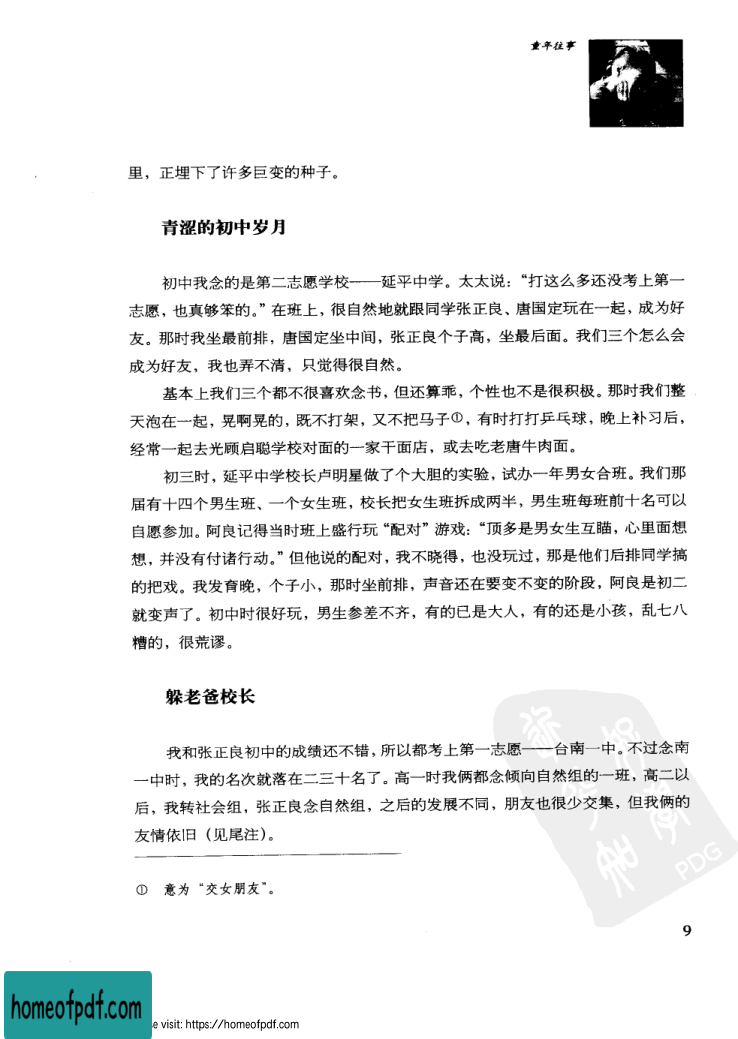 童年往事
里，正埋下了许多巨变的种子。
青涩的初中岁月
初中我念的是第二志愿学校——延平中学。太太说：“打这么多还没考上第一
志愿，也真够笨的。”在班上，很自然地就跟同学张正良、唐国定玩在一起，成为好
友。那时我坐最前排，唐国定坐中间，张正良个子高，坐最后面。我们三个怎么会
成为好友，我也弄不清，只觉得很自然。
基本上我们三个都不很喜欢念书，但还算乖，个性也不是很积极。那时我们整
天泡在一起，晃啊晃的，既不打架，又不把马子①，有时打打乒乓球，晚上补习后，
经常一起去光顾启聪学校对面的一家干面店，或去吃老唐牛肉面。
初三时，延平中学校长卢明星做了个大胆的实验，试办一年男女合班。我们那
届有十四个男生班、一个女生班，校长把女生班拆成两半，男生班每班前十名可以
自愿参加。阿良记得当时班上盛行玩“配对”游戏：“顶多是男女生互瞄，心里面想
想，并没有付诸行动。”但他说的配对，我不晓得，也没玩过，那是他们后排同学搞
的把戏。我发育晚，个子小，那时坐前排，声音还在要变不变的阶段，阿良是初二
就变声了。初中时很好玩，男生参差不齐，有的已是大人，有的还是小孩，乱七八
糟的，很荒谬。
躲老爸校长
我和张正良初中的成绩还不错，所以都考上第一志愿——台南一中。不过念南
一中时，我的名次就落在二三十名了。高一时我俩都念倾向自然组的一班，高二以
后，我转社会组，张正良念自然组，之后的发展不同，朋友也很少交集，但我俩的
友情依旧（见尾注）。
① 意为“交女朋友”。
PDG
9
homeofpdf.com
e visit: https://homeofpdf.com